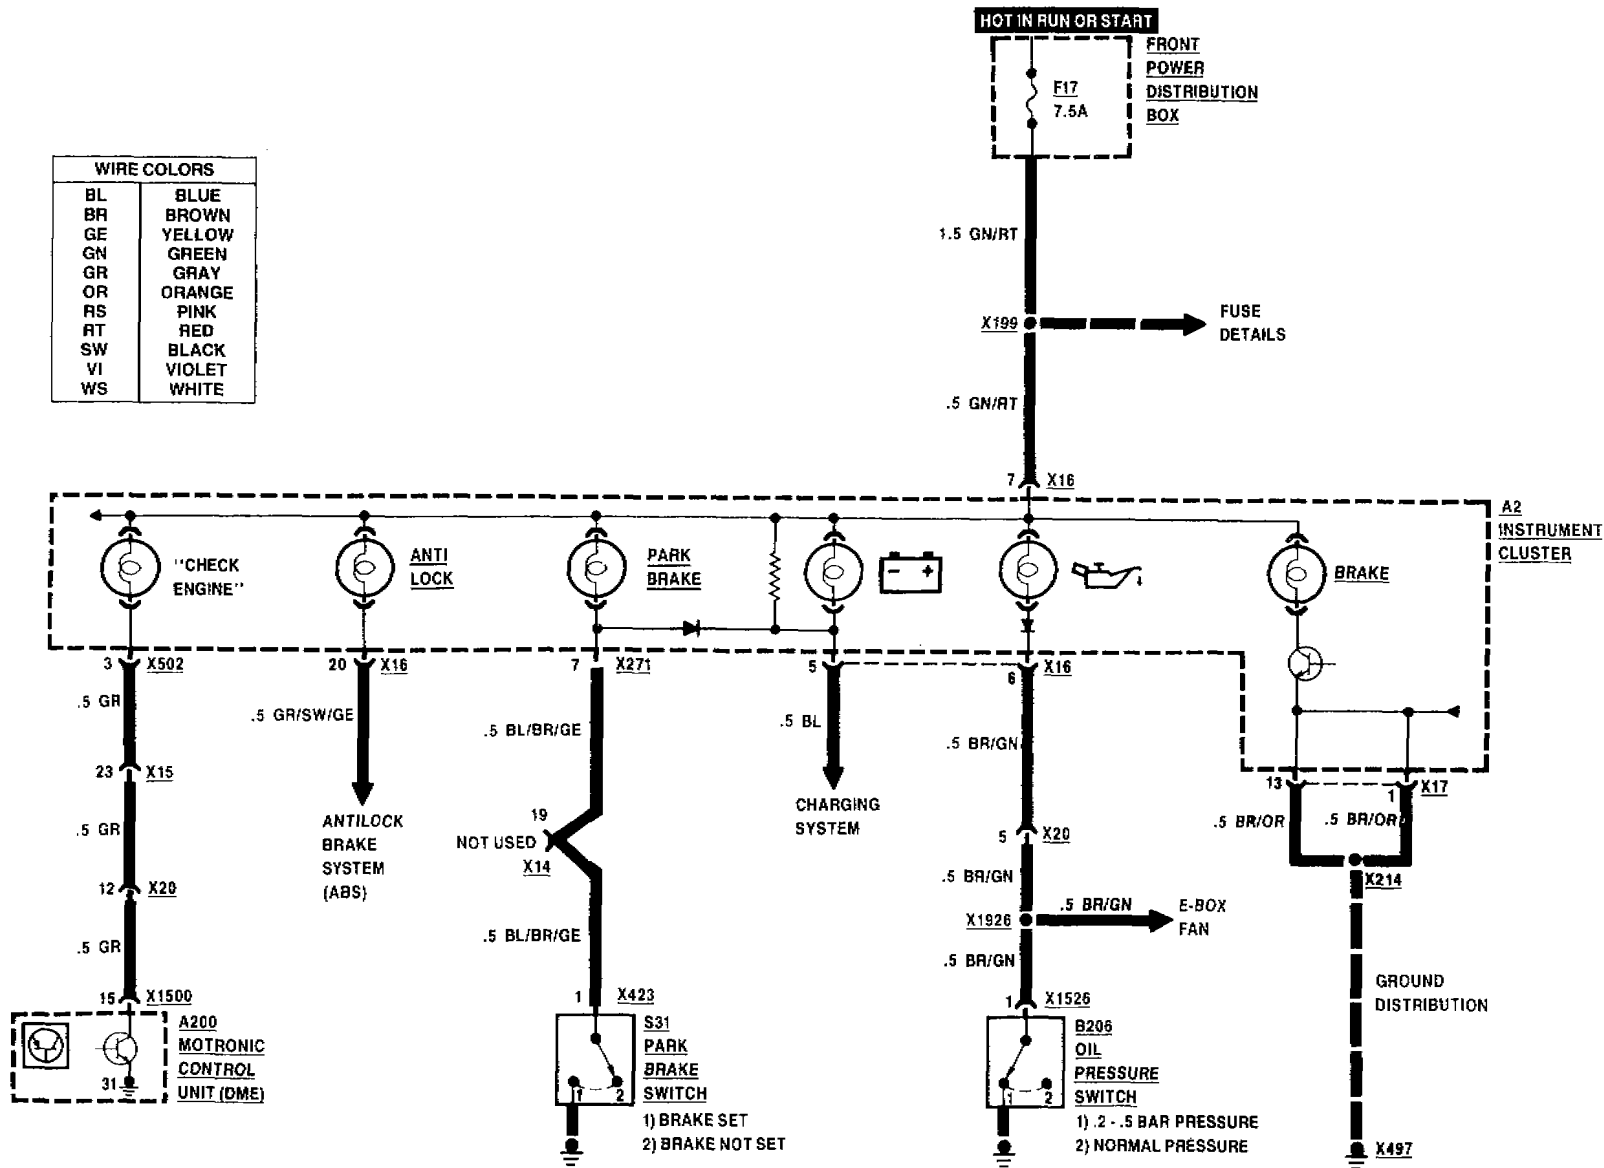 HOT IN RUN OR START
FRONT
POWER
DISTRIBUTION
BOX
F17
7.5A
WIRE COLORS
BL BLUE
BR BROWN
GE YELLOW
GN GREEN
GR GRAY
OR ORANGE
RS PINK
RT RED
SW BLACK
VI VIOLET
WS WHITE
1.5 GN/RT
X199
FUSE
DETAILS
.5 GN/RT
7 X16
A2
INSTRUMENT
CLUSTER
"CHECK
ENGINE"
ANTI
LOCK
PARK
BRAKE
- +
BRAKE
3 X502
20 X16
7 X271
5
6 X16
.5 GR
.5 GR/SW/GE
.5 BL/BR/GE
.5 BL
.5 BR/GN
23 X15
13
1 X17
CHARGING
SYSTEM
ANTILOCK
BRAKE
SYSTEM
(ABS)
19
NOT USED
X14
.5 GR
5 X20
.5 BR/OR
.5 BR/OR
X214
12 X20
.5 BR/GN
X1926
.5 BR/GN
E-BOX
FAN
.5 GR
.5 BL/BR/GE
.5 BR/GN
GROUND
DISTRIBUTION
15 X1500
1 X423
1 X1526
A200
MOTRONIC
CONTROL
UNIT (DME)
31
S31
PARK
BRAKE
SWITCH
1 2
1) BRAKE SET
2) BRAKE NOT SET
B206
OIL
PRESSURE
SWITCH
1 2
1) .2 - .5 BAR PRESSURE
2) NORMAL PRESSURE
X497